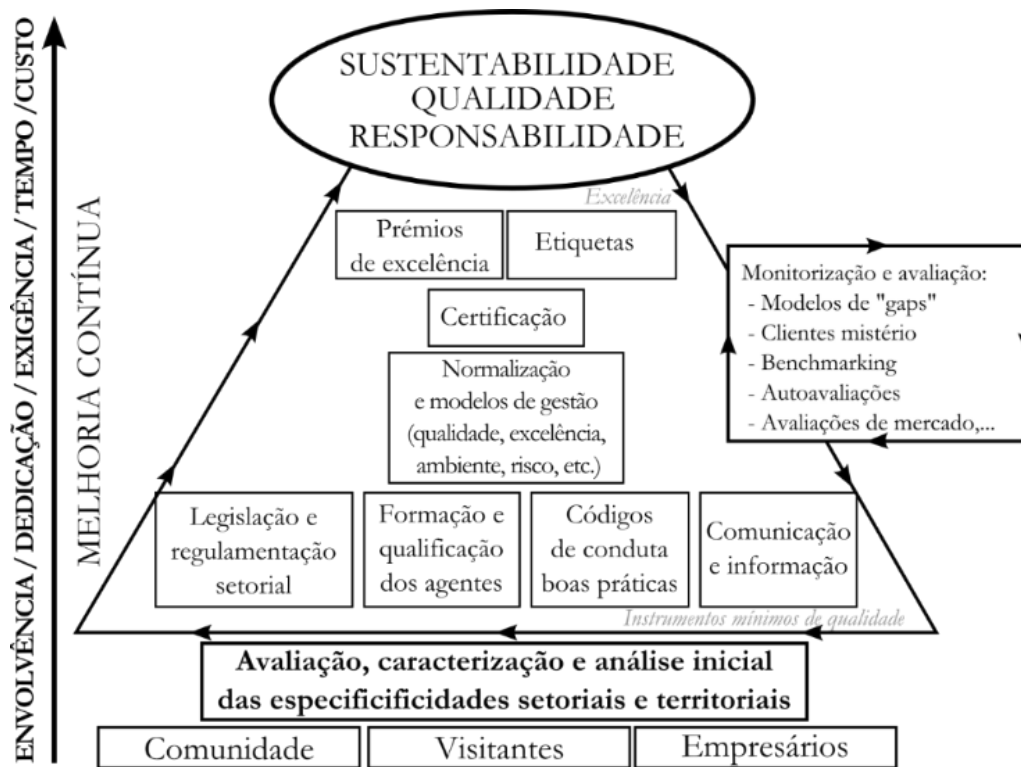 ENVOLVÊNCIA / DEDICAÇÃO / EXIGÊNCIA / TEMPO /CUSTO
MELHORIA CONTÍNUA
SUSTENTABILIDADE
QUALIDADE
RESPONSABILIDADE
Excelência
Prémios
de excelência
Etiquetas
Certificação
Normalização
e modelos de gestão
(qualidade, excelência,
ambiente, risco, etc.)
Monitorização e avaliação:
- Modelos de "gaps"
- Clientes mistério
- Benchmarking
- Autoavaliações
- Avaliações de mercado,...
Legislação e
regulamentação
setorial
Formação e
qualificação
dos agentes
Códigos
de conduta
boas práticas
Comunicação
e informação
Instrumentos mínimos de qualidade
Avaliação, caracterização e análise inicial
das especificificidades setoriais e territoriais
Comunidade
Visitantes
Empresários